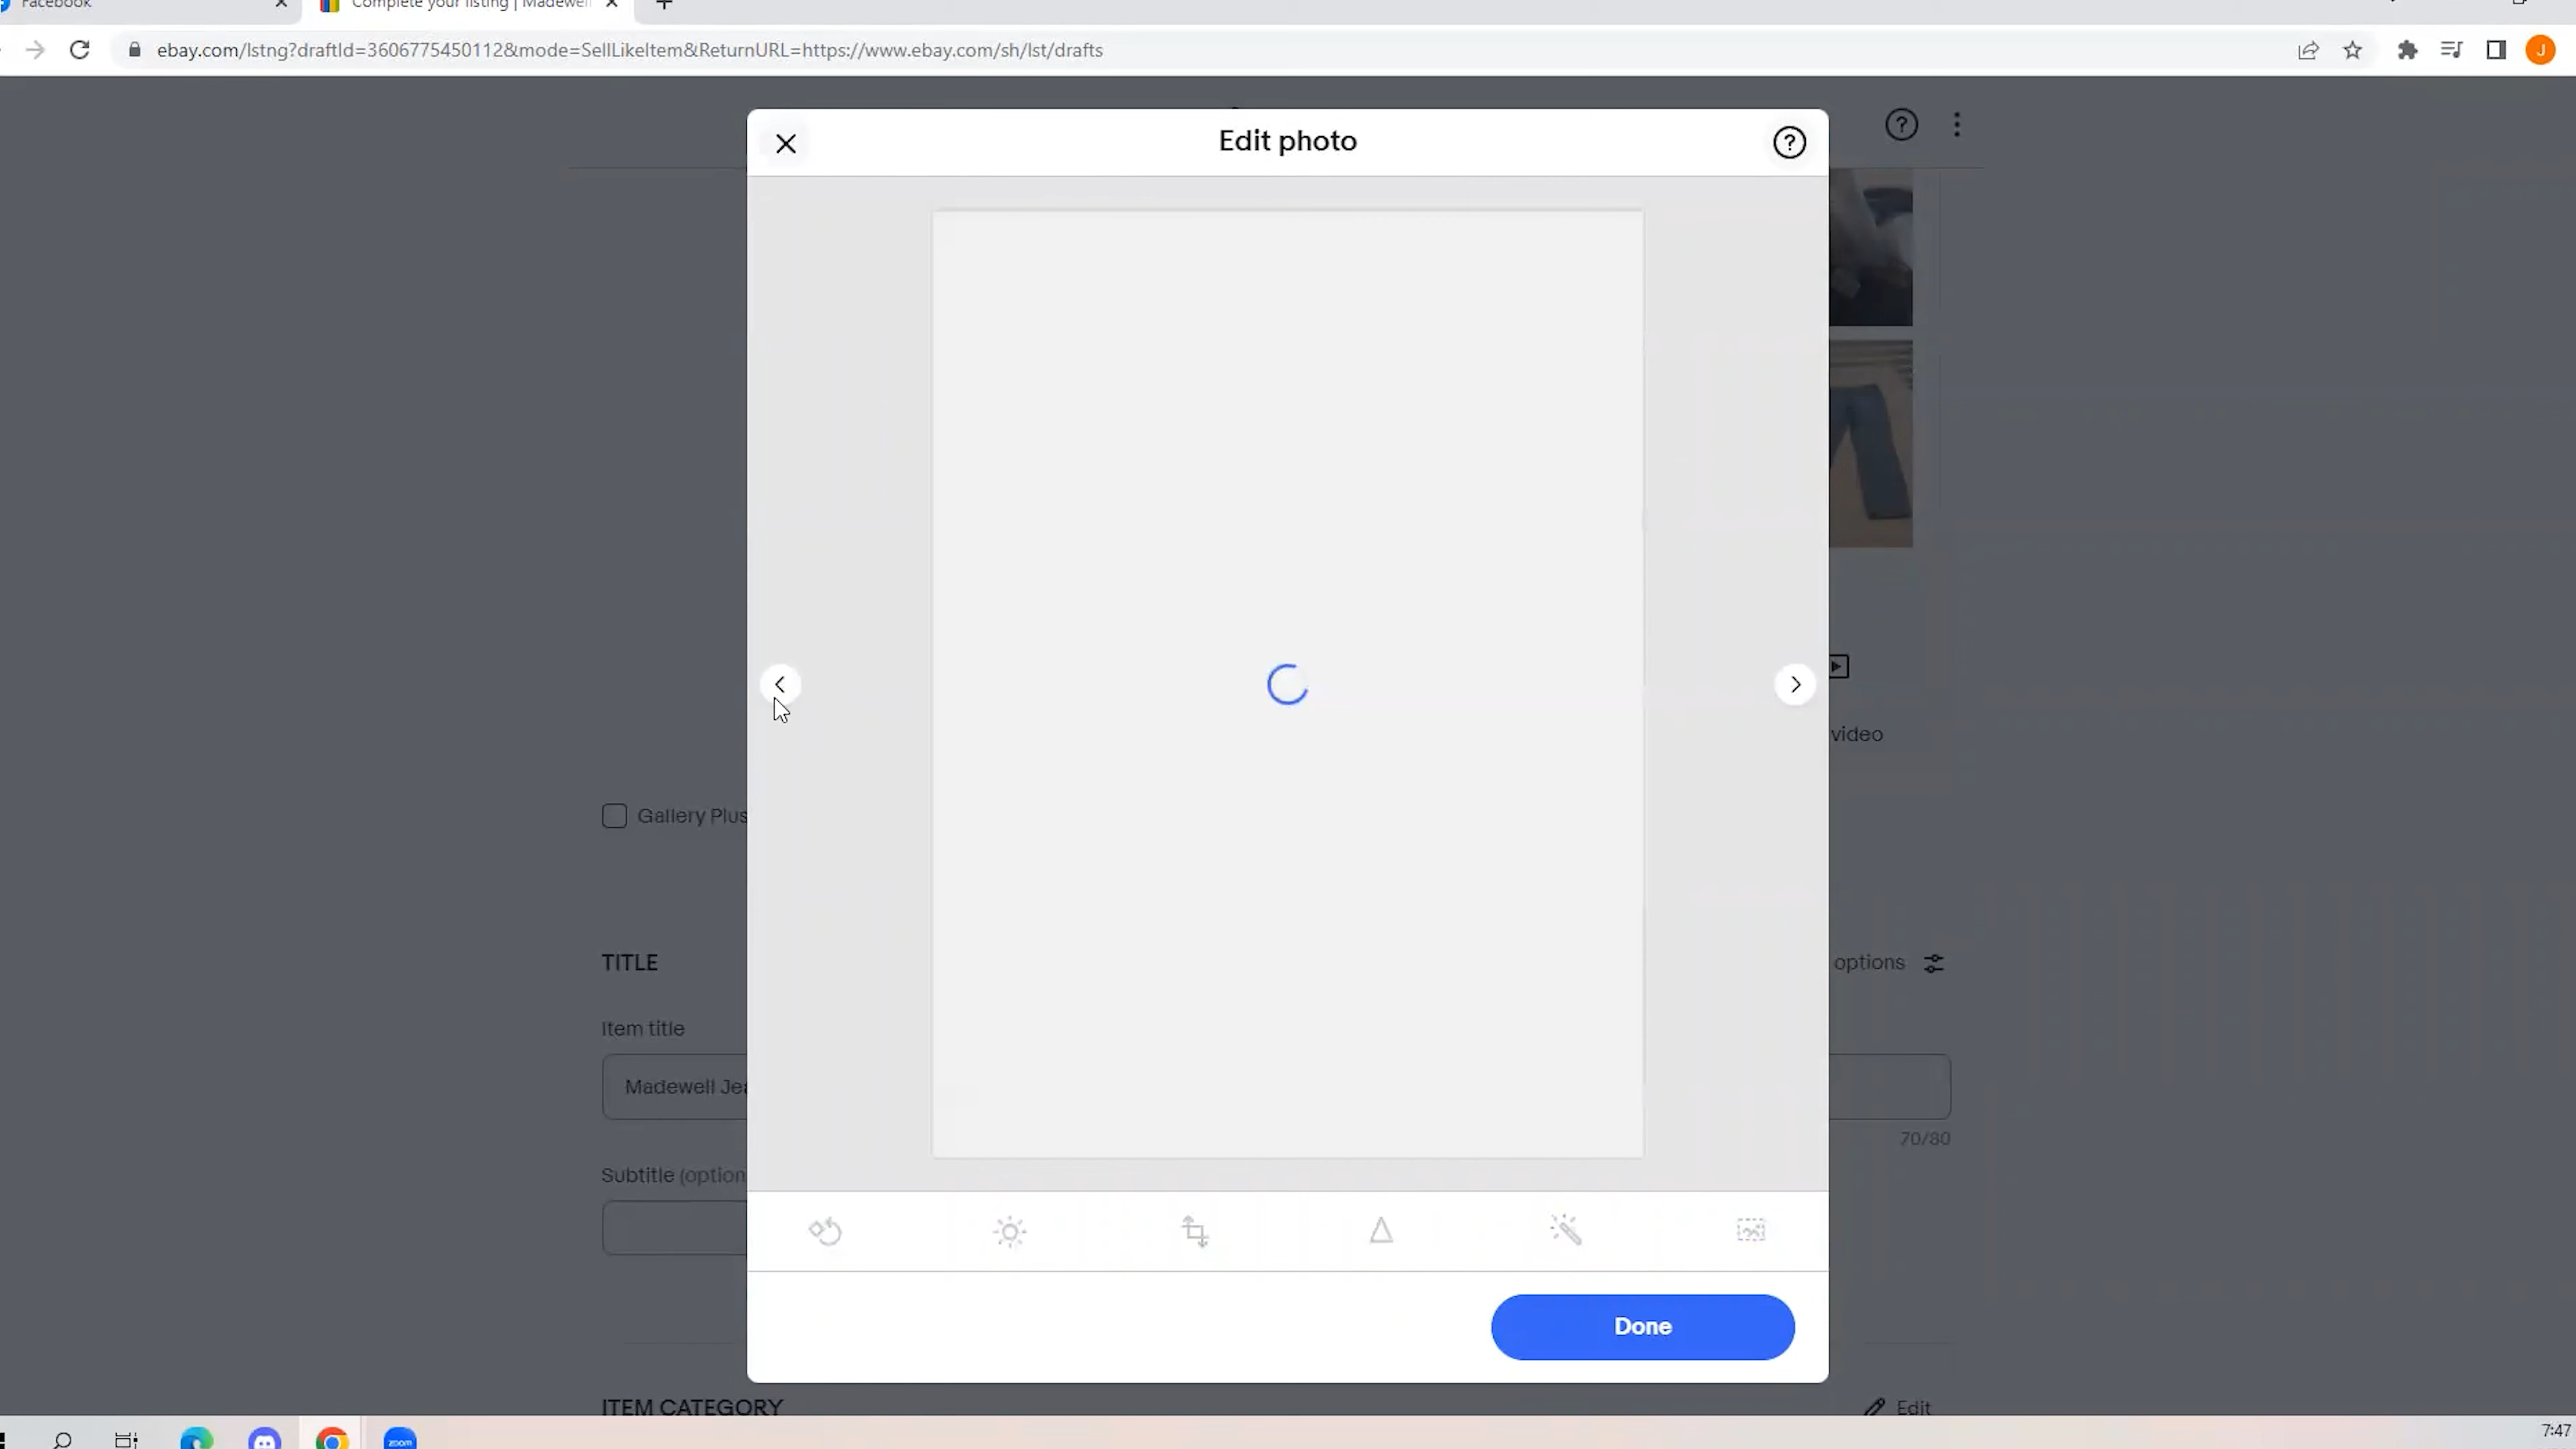 Facebook
Complete your listing | Madewell
ebay.com/lstng?draftId=3606775450112&mode=SellLikeItem&ReturnURL=https://www.ebay.com/sh/lst/drafts
J
Edit photo
?
?
video
Gallery Plus
TITLE
options
Item title
Madewell Jea
70/80
Subtitle (option
Done
ITEM CATEGORY
Edit
zoom
7:47